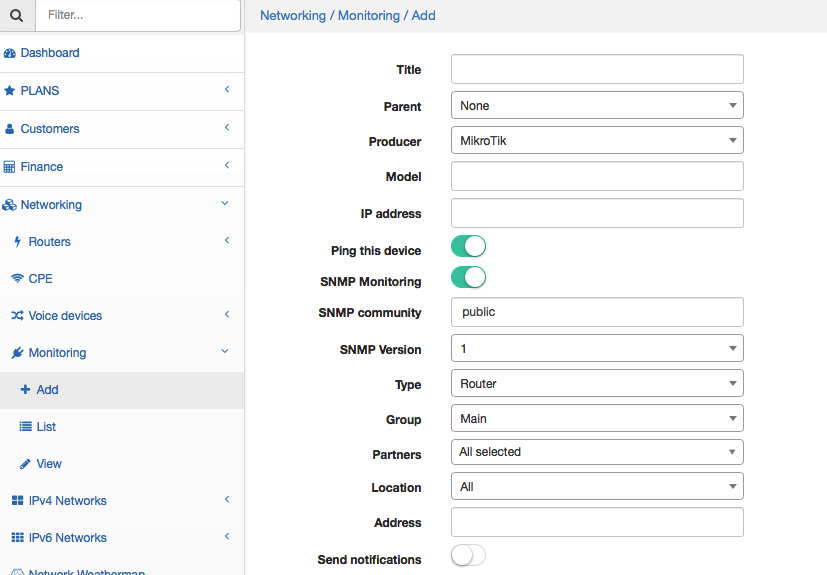 Filter...
Networking / Monitoring / Add
Dashboard
PLANS
Customers
Finance
Networking
Routers
CPE
Voice devices
Monitoring
Add
List
View
IPv4 Networks
IPv6 Networks
Network Weathermap
Title
Parent None
Producer MikroTik
Model
IP address
Ping this device
SNMP Monitoring
SNMP community public
SNMP Version 1
Type Router
Group Main
Partners All selected
Location All
Address
Send notifications